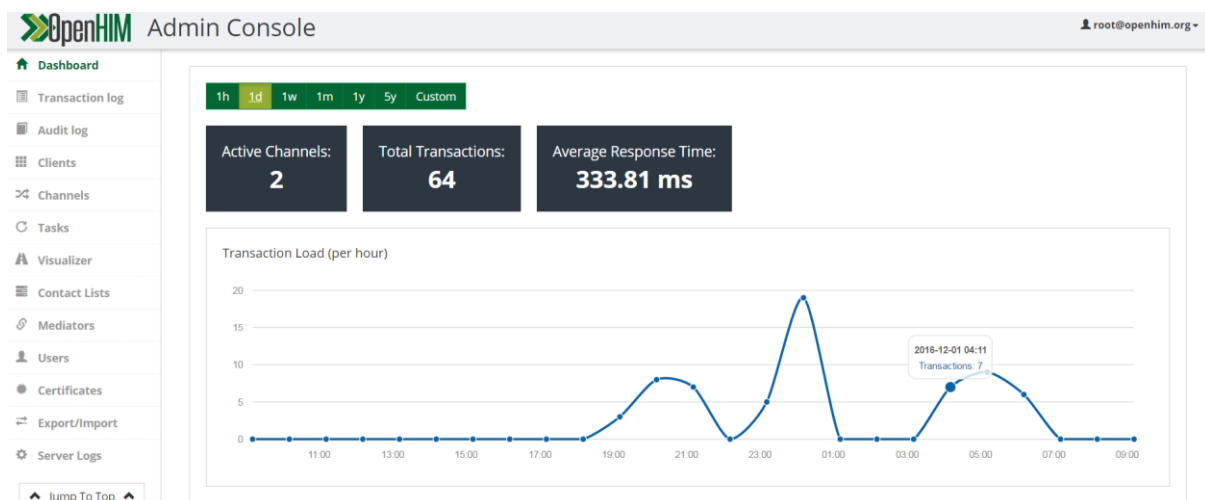 OpenHIM Admin Console
root@openhim.org
Dashboard
Transaction log
Audit log
Clients
Channels
Tasks
Visualizer
Contact Lists
Mediators
Users
Certificates
Export/Import
Server Logs
Jump To Top
1h 1d 1w 1m 1y 5y Custom
Active Channels:
2
Total Transactions:
64
Average Response Time:
333.81 ms
Transaction Load (per hour)
20
15
10
5
0
2016-12-01 04:11
Transactions: 7
11:00 13:00 15:00 17:00 19:00 21:00 23:00 01:00 03:00 05:00 07:00 09:00